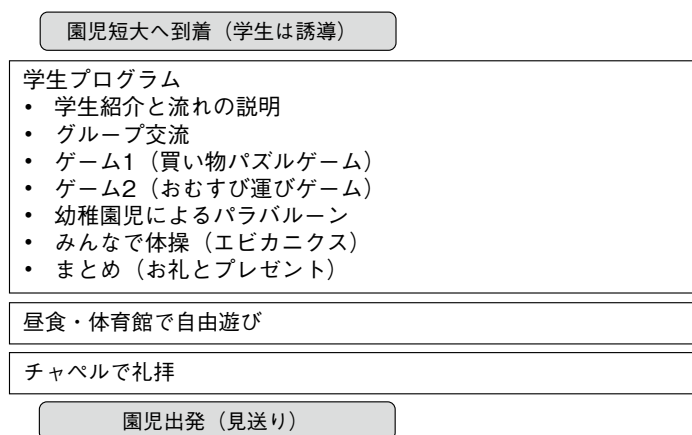 園児短大へ到着（学生は誘導）
学生プログラム
• 学生紹介と流れの説明
• グループ交流
• ゲーム1（買い物パズルゲーム）
• ゲーム2（おむすび運びゲーム）
• 幼稚園児によるパラバルーン
• みんなで体操（エビカニクス）
• まとめ（お礼とプレゼント）
昼食・体育館で自由遊び
チャペルで礼拝
園児出発（見送り）